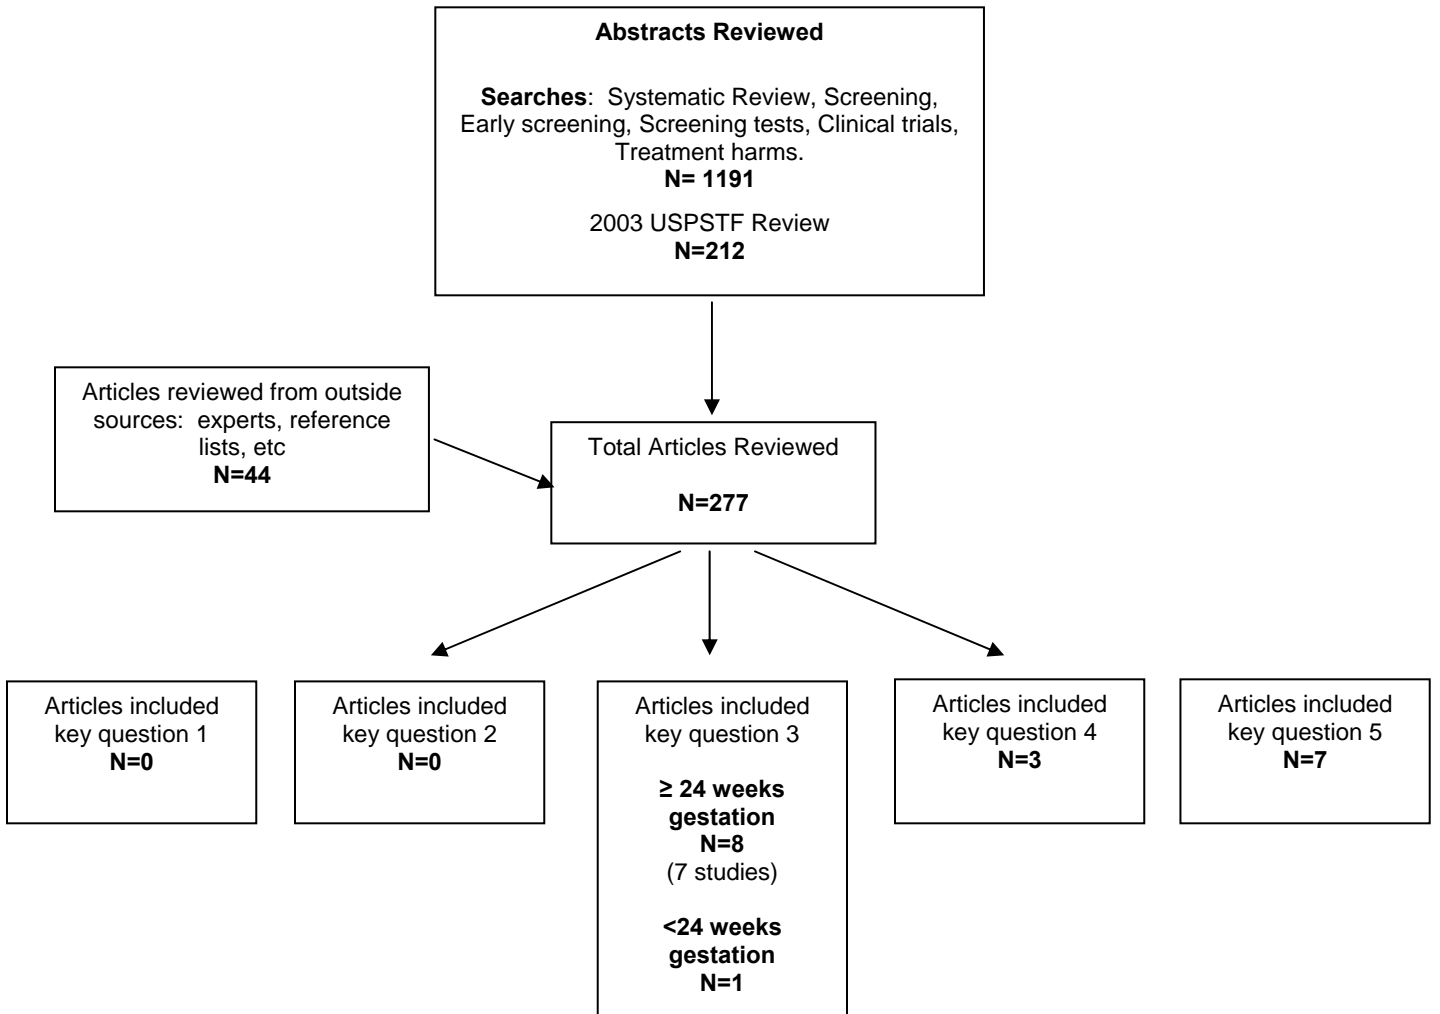 Abstracts Reviewed
Searches: Systematic Review, Screening,
Early screening, Screening tests, Clinical trials,
Treatment harms.
N= 1191
2003 USPSTF Review
N=212
Articles reviewed from outside
sources: experts, reference
lists, etc
N=44
Total Articles Reviewed
N=277
Articles included
key question 1
N=0
Articles included
key question 2
N=0
Articles included
key question 3
≥ 24 weeks
gestation
N=8
(7 studies)
<24 weeks
gestation
N=1
Articles included
key question 4
N=3
Articles included
key question 5
N=7